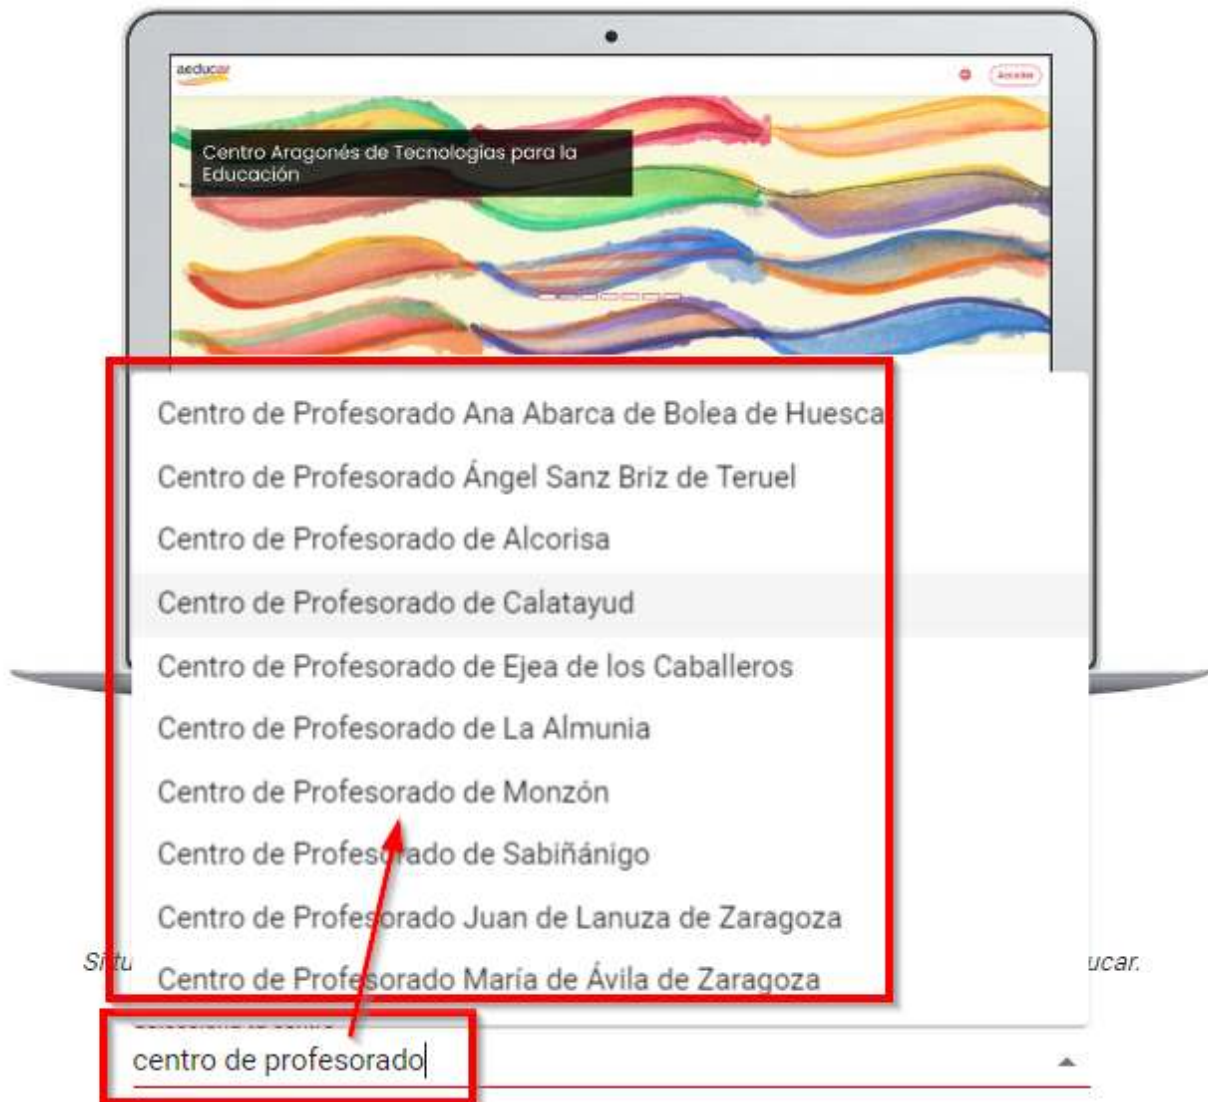 aeducar
Acceder
Centro Aragonés de Tecnologías para la
Educación
Centro de Profesorado Ana Abarca de Bolea de Huesca
Centro de Profesorado Ángel Sanz Briz de Teruel
Centro de Profesorado de Alcorisa
Centro de Profesorado de Calatayud
Centro de Profesorado de Ejea de los Caballeros
Centro de Profesorado de La Almunia
Centro de Profesorado de Monzón
Centro de Profesorado de Sabiñánigo
Centro de Profesorado Juan de Lanuza de Zaragoza
Si tu ucar.
Centro de Profesorado María de Ávila de Zaragoza
centro de profesorado